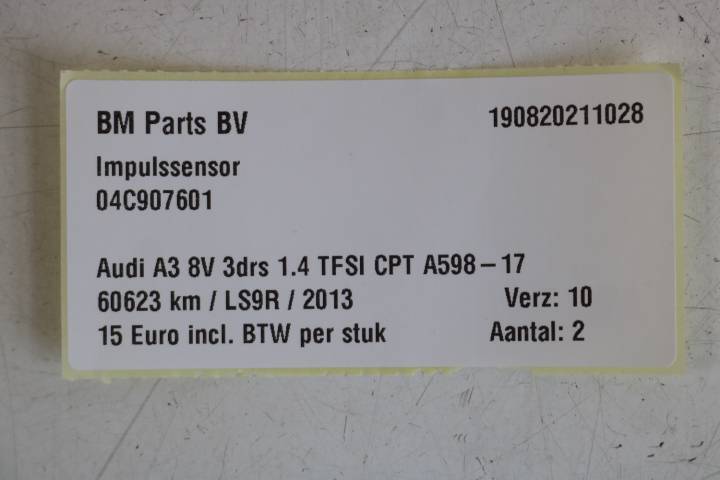 BM Parts BV 190820211028
Impulssensor
04C907601
Audi A3 8V 3drs 1.4 TFSI CPT A598-17
60623 km / LS9R / 2013 Verz: 10
15 Euro incl. BTW per stuk Aantal: 2